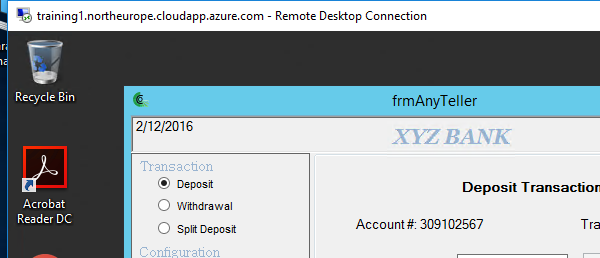 training1.northeurope.cloudapp.azure.com - Remote Desktop Connection
Recycle Bin
frmAnyTeller
2/12/2016
XYZ BANK
Transaction
Deposit
Withdrawal
Split Deposit
Configuration
Deposit Transaction
Account #: 309102567
Tra
Acrobat
Reader DC